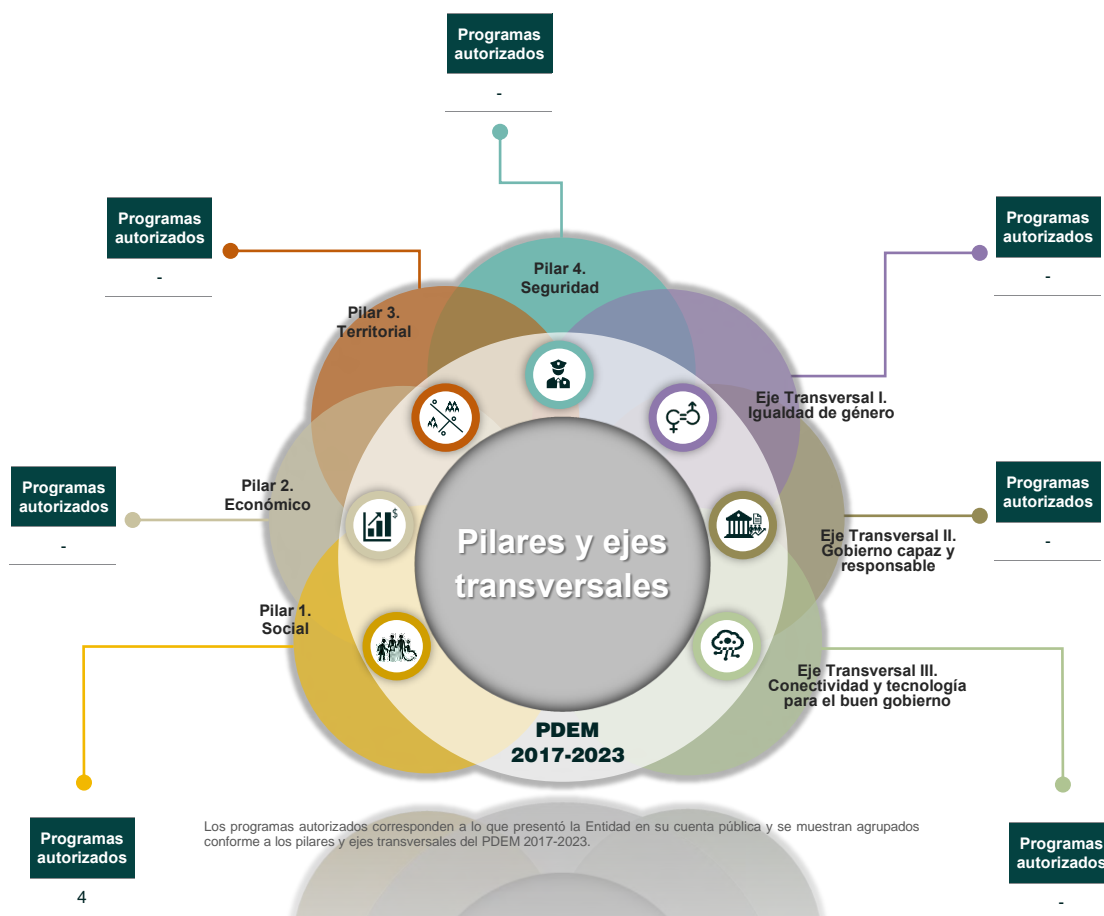 Programas
autorizados
-
Programas
autorizados
-
Programas
autorizados
-
Pilar 4.
Seguridad
Pilar 3.
Territorial
Eje Transversal I.
Igualdad de género
Programas
autorizados
-
Pilar 2.
Económico
$
Programas
autorizados
-
Eje Transversal II.
Gobierno capaz y
responsable
Pilares y ejes
transversales
Pilar 1.
Social
Eje Transversal III.
Conectividad y tecnología
para el buen gobierno
PDEM
2017-2023
Programas
autorizados
4
Los programas autorizados corresponden a lo que presentó la Entidad en su cuenta pública y se muestran agrupados
conforme a los pilares y ejes transversales del PDEM 2017-2023.
Programas
autorizados
-